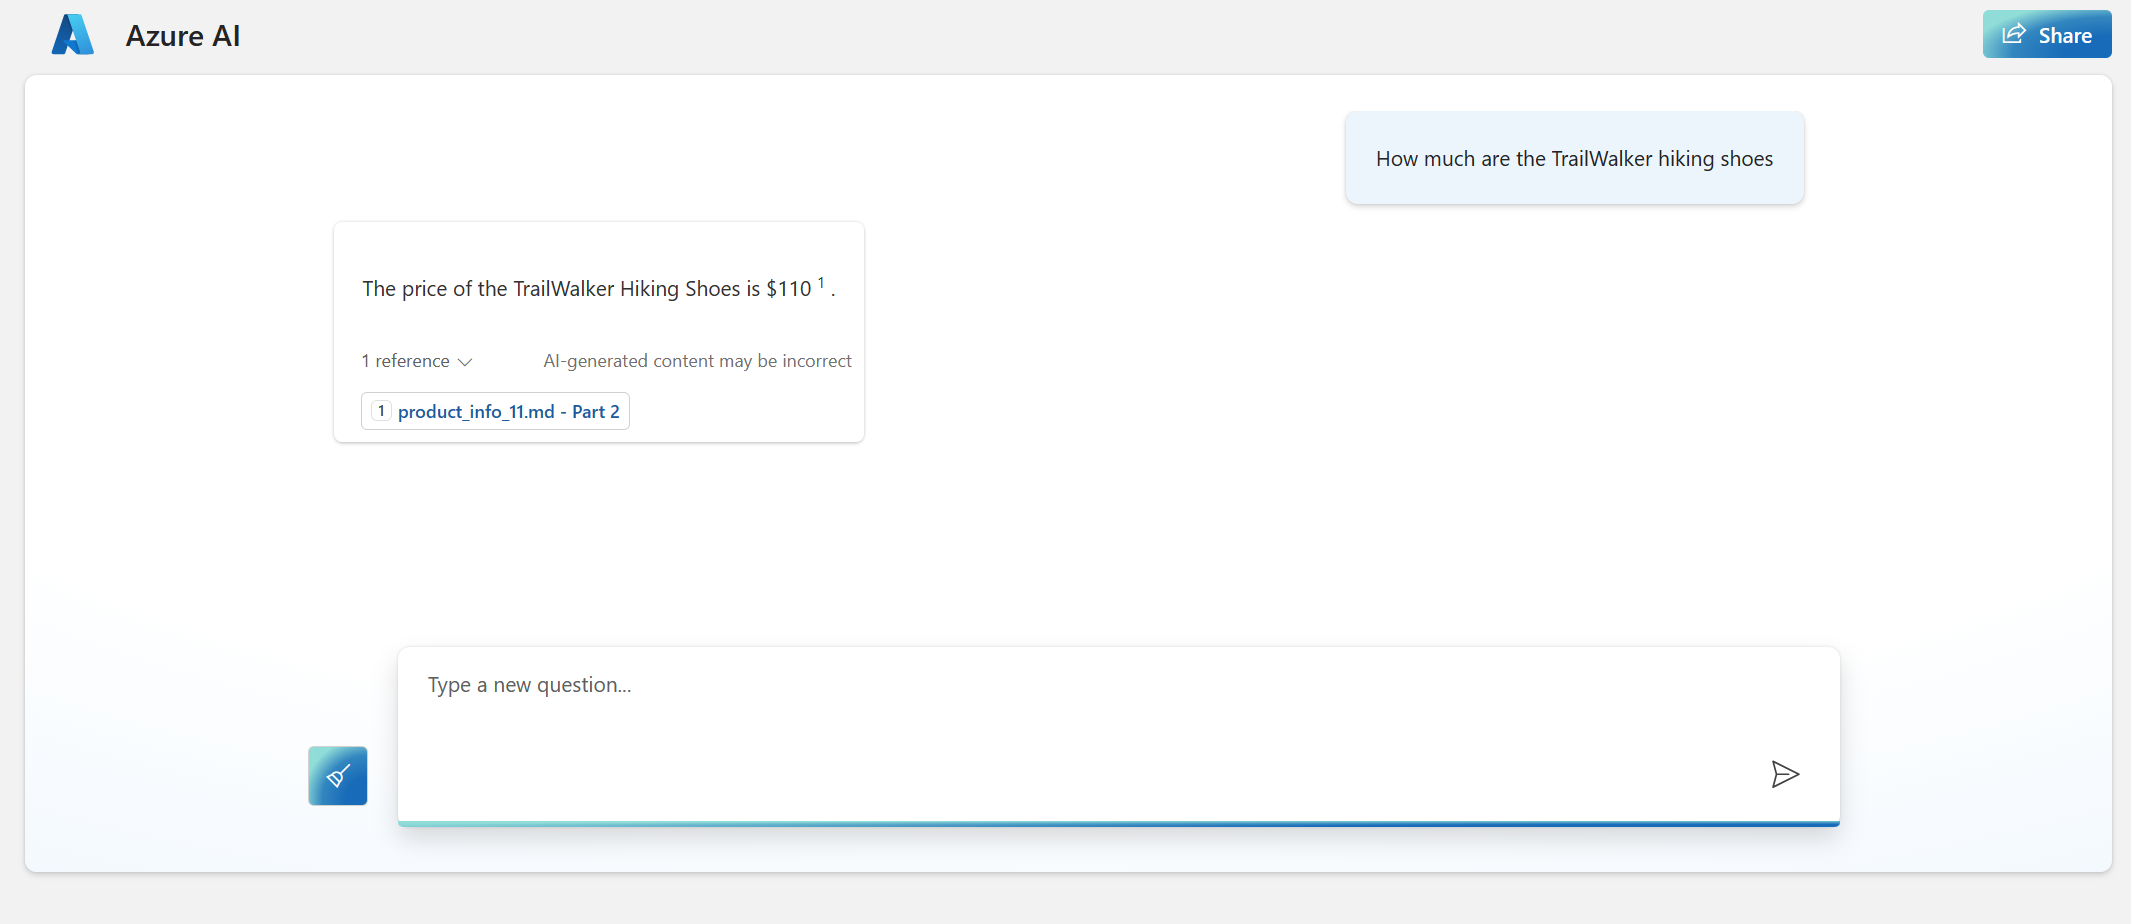 Azure AI
Share
How much are the TrailWalker hiking shoes
The price of the TrailWalker Hiking Shoes is $110 1 .
1 reference
AI-generated content may be incorrect
1 product_info_11.md - Part 2
Type a new question...